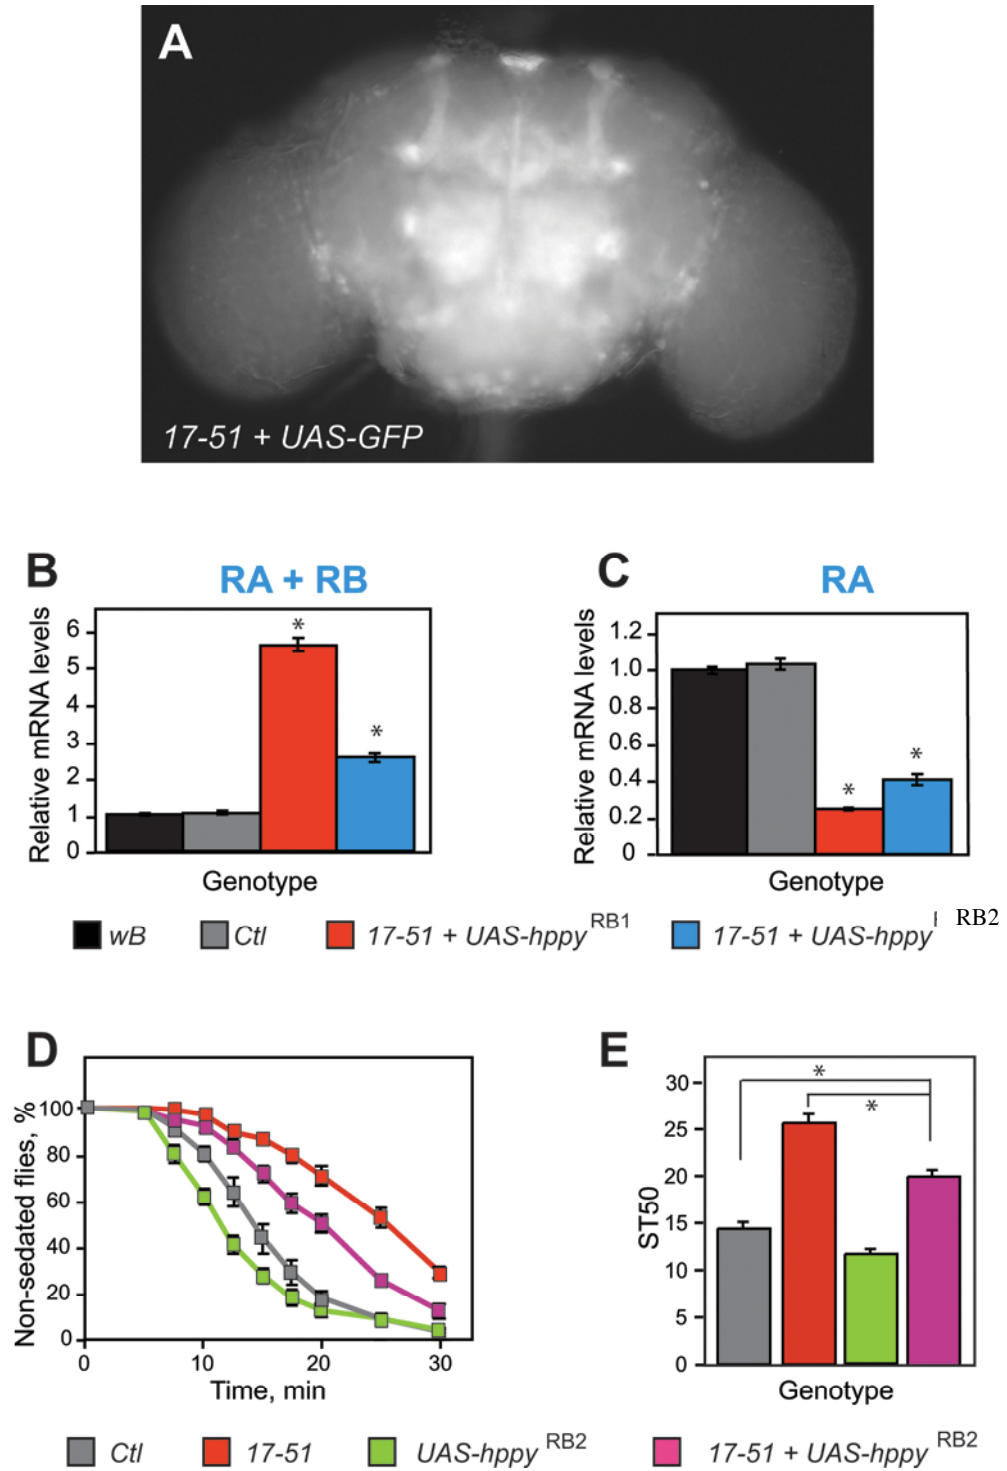 A
17-51 + UAS-GFP
B
RA + RB
Relative mRNA levels
6
5
4
3
2
1
0
*
*
Genotype
C
RA
Relative mRNA levels
1.2
1.0
0.8
0.6
0.4
0.2
0
*
*
Genotype
wB Ctl 17-51 + UAS-hppy RB1 17-51 + UAS-hppy RB2
D
Non-sedated flies, %
100
80
60
40
20
0
0 10 20 30
Time, min
E
ST50
30
25
20
15
10
5
0
*
*
Genotype
Ctl 17-51 UAS-hppy RB2 17-51 + UAS-hppy RB2